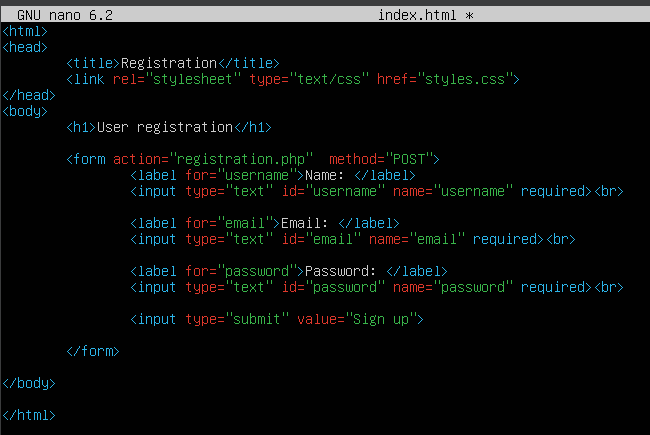 GNU nano 6.2 index.html *
<html>
<head>
<title>Registration</title>
<link rel="stylesheet" type="text/css" href="styles.css">
</head>
<body>
<h1>User registration</h1>
<form action="registration.php"  method="POST">
<label for="username">Name: </label>
<input type="text" id="username" name="username" required><br>
<label for="email">Email: </label>
<input type="text" id="email" name="email" required><br>
<label for="password">Password: </label>
<input type="text" id="password" name="password" required><br>
<input type="submit" value="Sign up">
</form>
</body>
</html>